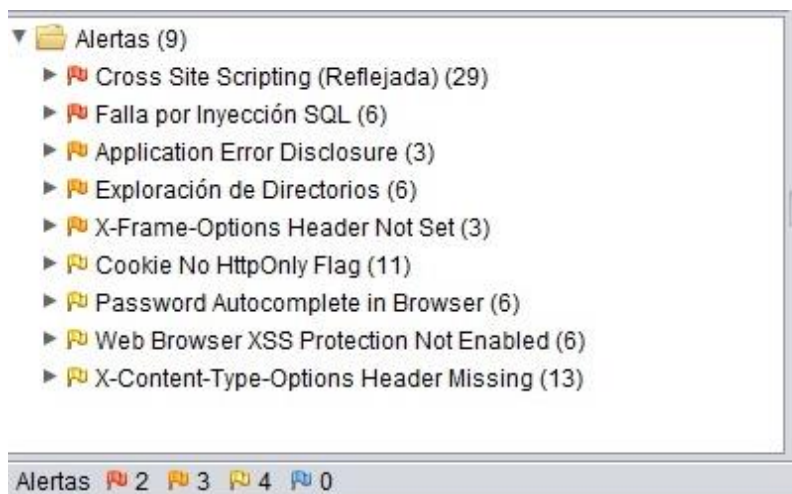 Alertas (9)
Cross Site Scripting (Reflejada) (29)
Falla por Inyección SQL (6)
Application Error Disclosure (3)
Exploración de Directorios (6)
X-Frame-Options Header Not Set (3)
Cookie No HttpOnly Flag (11)
Password Autocomplete in Browser (6)
Web Browser XSS Protection Not Enabled (6)
X-Content-Type-Options Header Missing (13)
Alertas 2 3 4 0